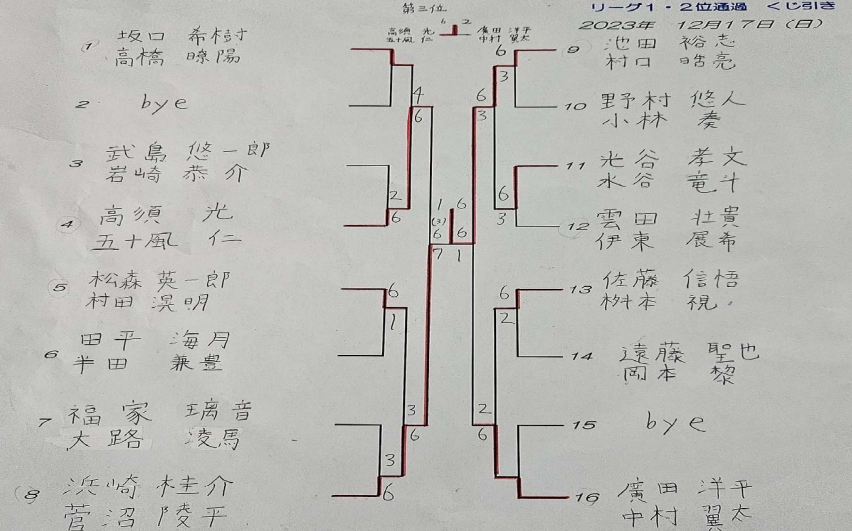 リーグ1・2位通過 くじ引き
2023年 12月17日(日)
第三位
6 2
高須 光
五十風 仁
廣田 洋平
中村 翼太
1 坂口 希樹
高橋 暸陽
2 bye
3 武島 悠一郎
岩崎 恭介
4 高須 光
五十風 仁
5 松森 英一郎
村田 滉明
6 田平 海月
半田 兼豊
7 福家 璃音
大路 凌馬
8 浜崎 桂介
菅沼 陵平
4
6
2
6
6
1
3
6
3
6
1 6
(3)
6 6
7 1
6
3
6
3
6
3
6
2
2
6
9 池田 裕志
村口 皓亮
10 野村 悠人
小林 奏
11 光谷 孝文
水谷 竜斗
12 雲田 壮貴
伊東 展希
13 佐藤 信悟
桝本 視
14 遠藤 聖也
岡本 黎
15 bye
16 廣田 洋平
中村 翼太